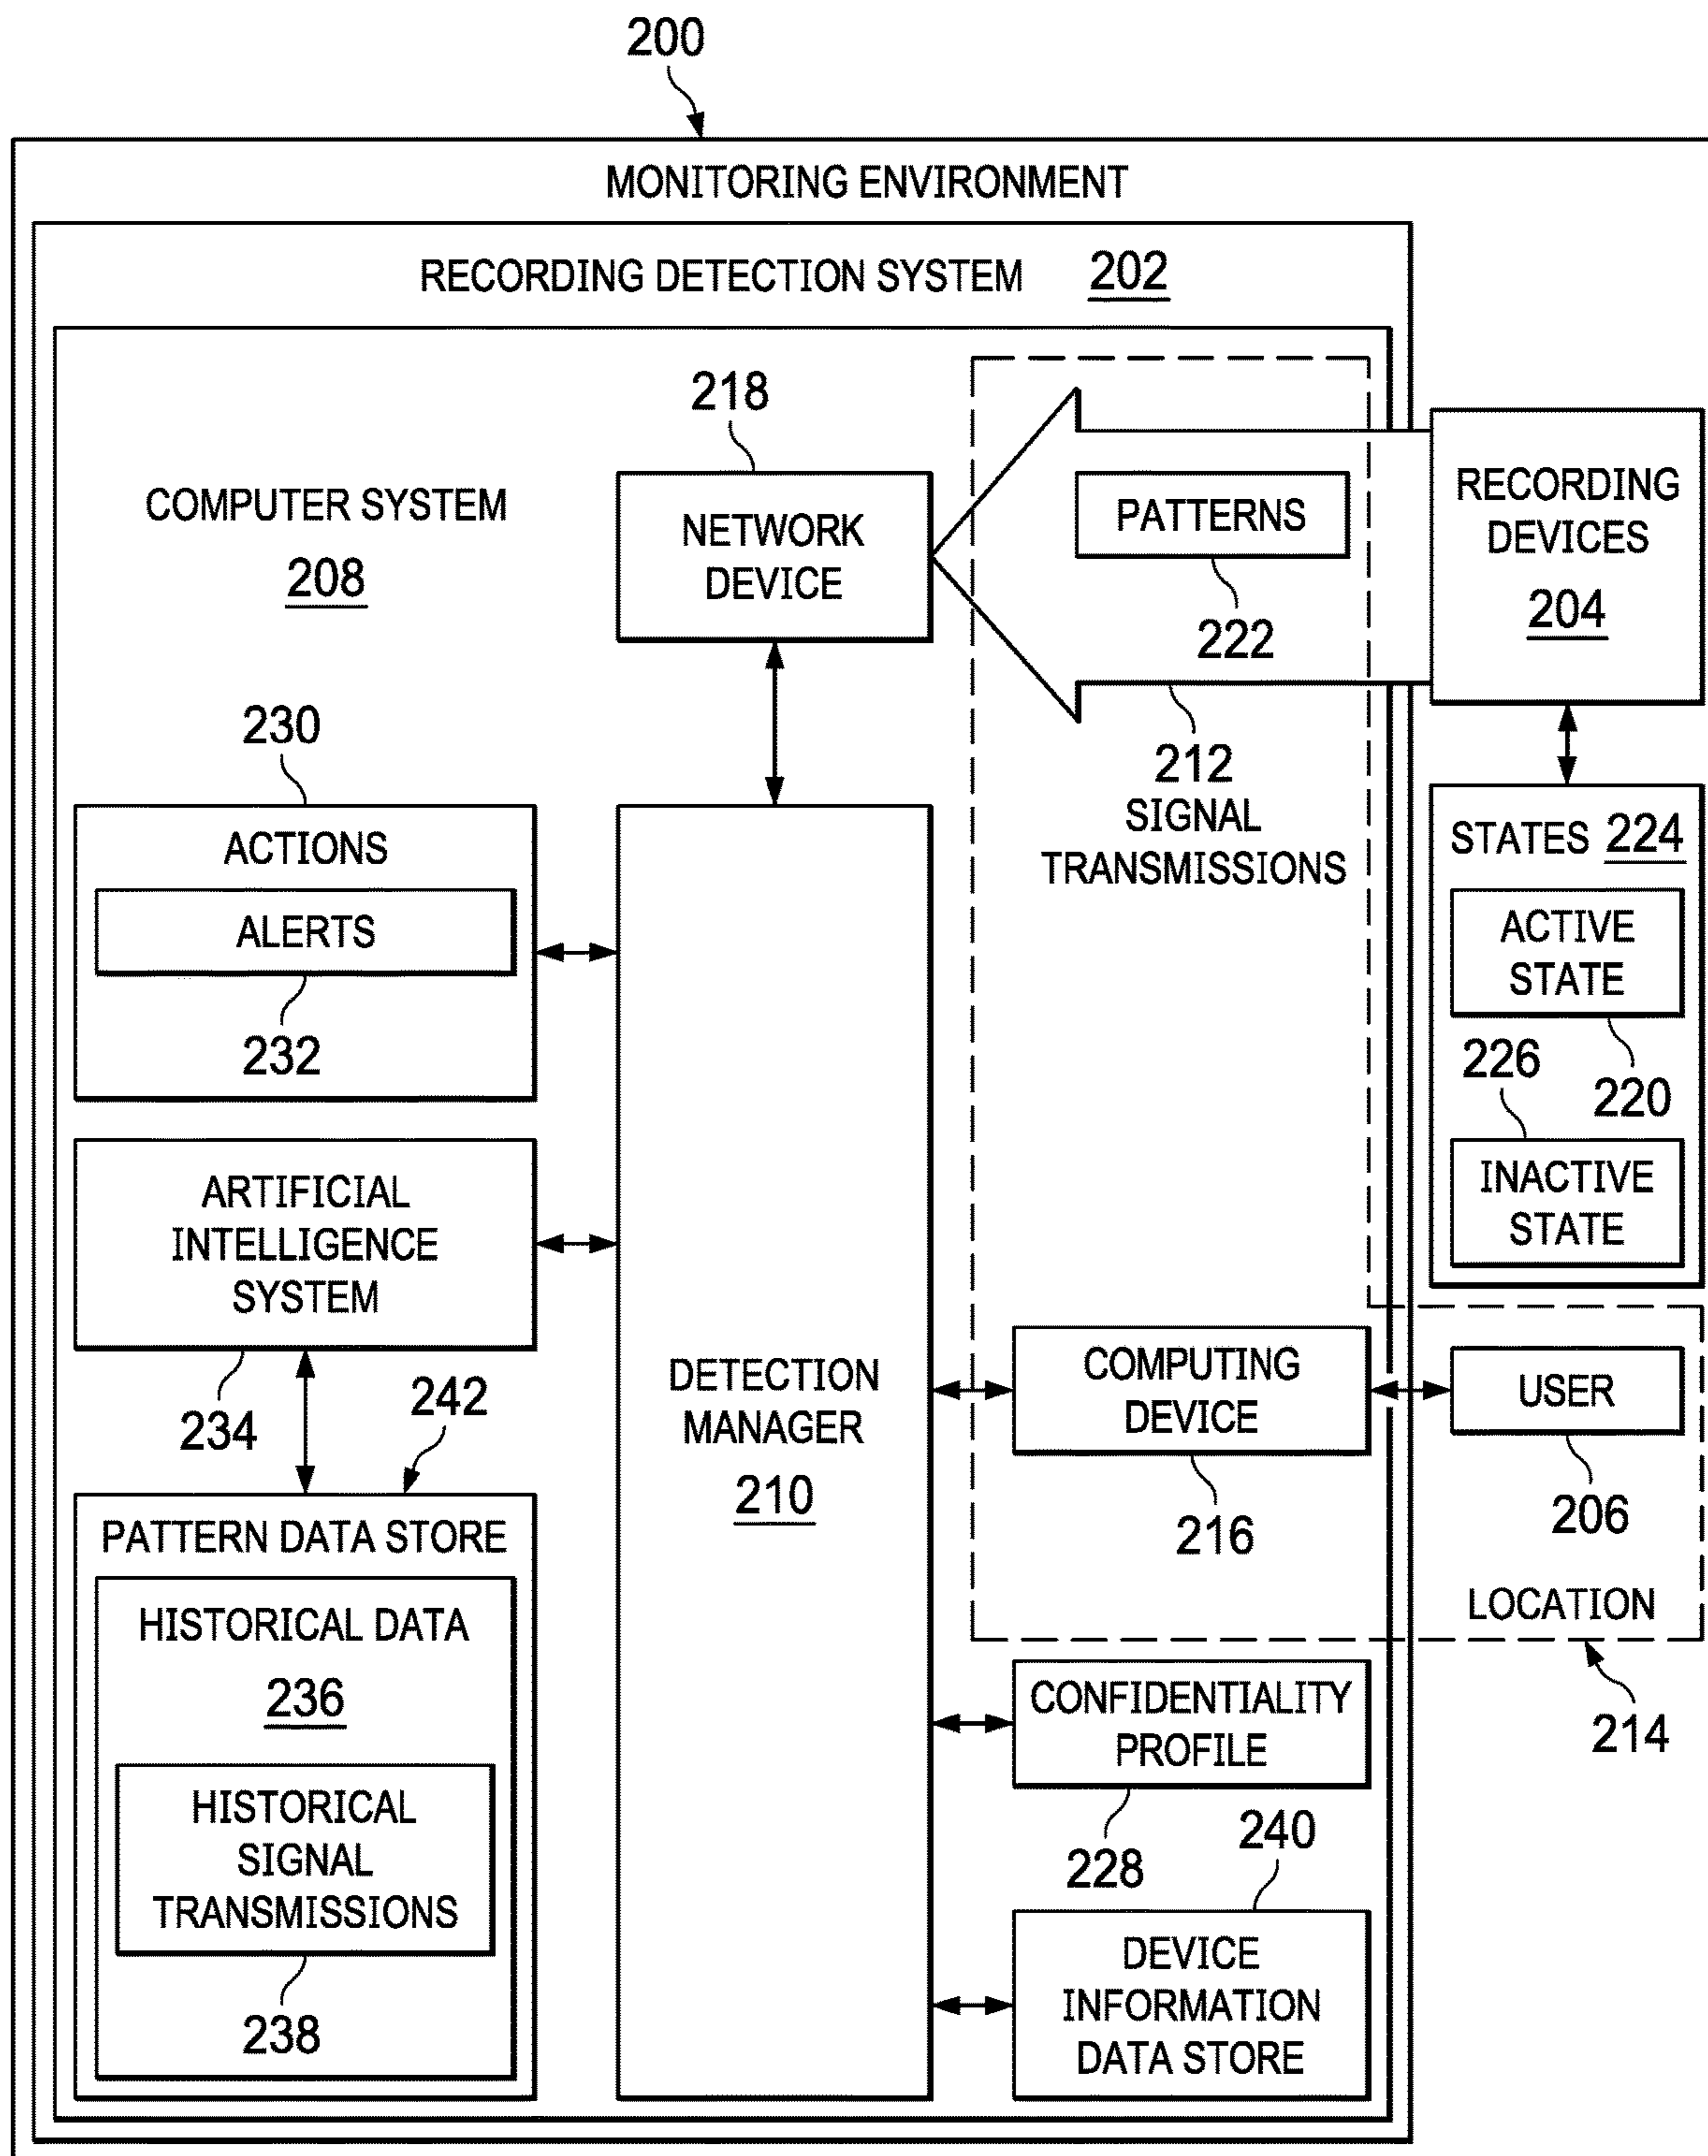 200
MONITORING ENVIRONMENT
RECORDING DETECTION SYSTEM 202
COMPUTER SYSTEM
208
218
NETWORK
DEVICE
PATTERNS
222
212
SIGNAL
TRANSMISSIONS
RECORDING
DEVICES
204
STATES 224
ACTIVE
STATE
220
226
INACTIVE
STATE
230
ACTIONS
ALERTS
232
ARTIFICIAL
INTELLIGENCE
SYSTEM
234
242
PATTERN DATA STORE
HISTORICAL DATA
236
HISTORICAL
SIGNAL
TRANSMISSIONS
238
DETECTION
MANAGER
210
COMPUTING
DEVICE
216
USER
206
LOCATION
214
CONFIDENTIALITY
PROFILE
228
240
DEVICE
INFORMATION
DATA STORE